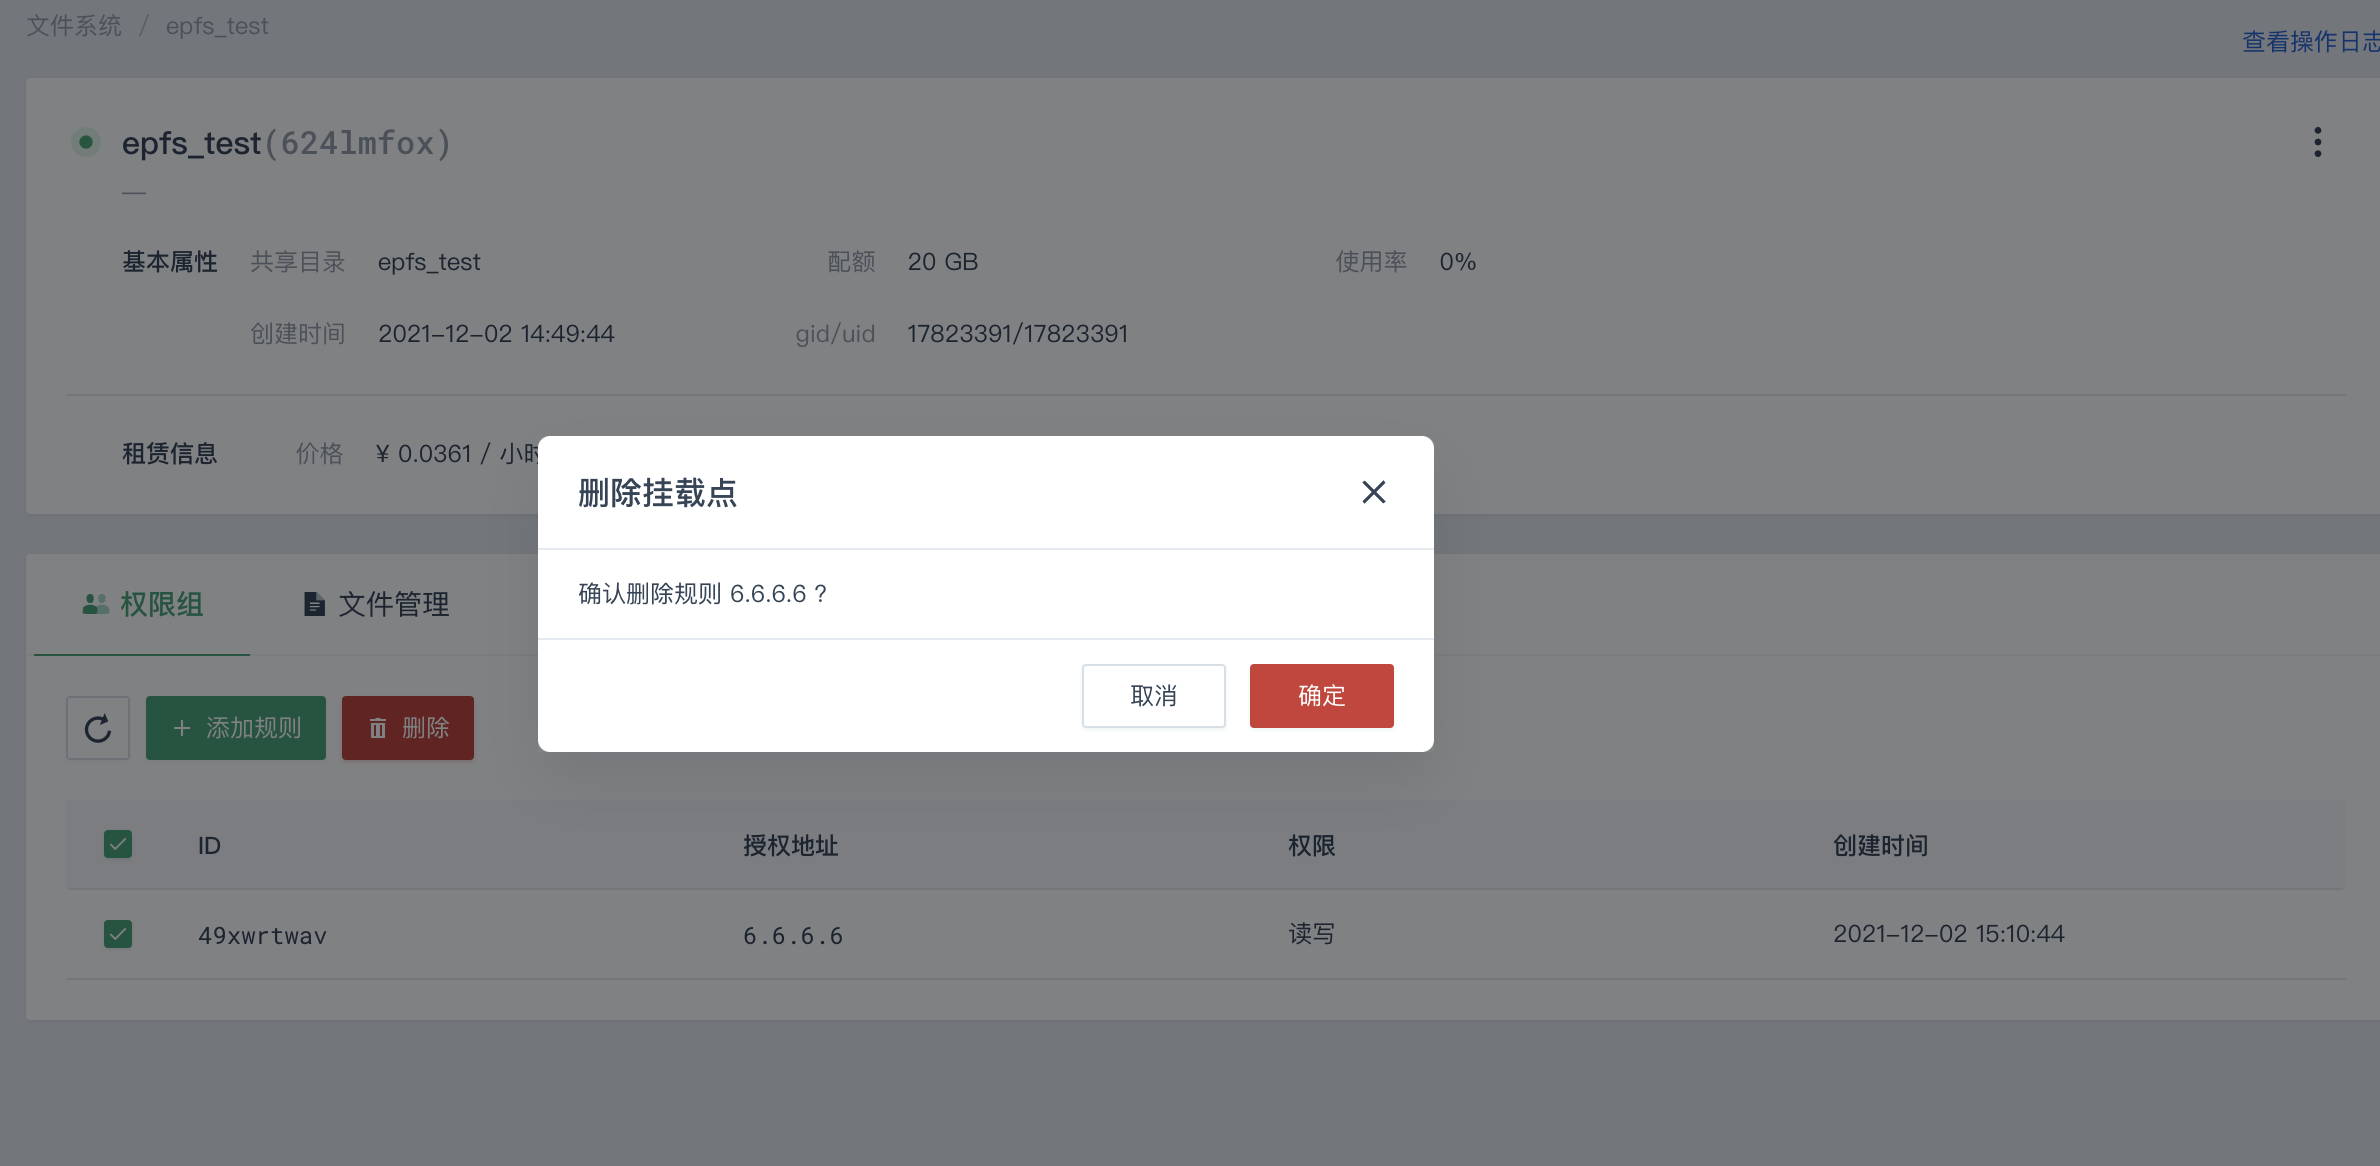 文件系统 / epfs_test
查看操作日志
epfs_test(624lmfox)
—
基本属性 共享目录 epfs_test 配额 20 GB 使用率 0%
创建时间 2021-12-02 14:49:44 gid/uid 17823391/17823391
租赁信息 价格 ¥ 0.0361 / 小时
删除挂载点
确认删除规则 6.6.6.6 ?
取消 确定
权限组 文件管理
+ 添加规则 删除
ID 授权地址 权限 创建时间
49xwrtwav 6.6.6.6 读写 2021-12-02 15:10:44